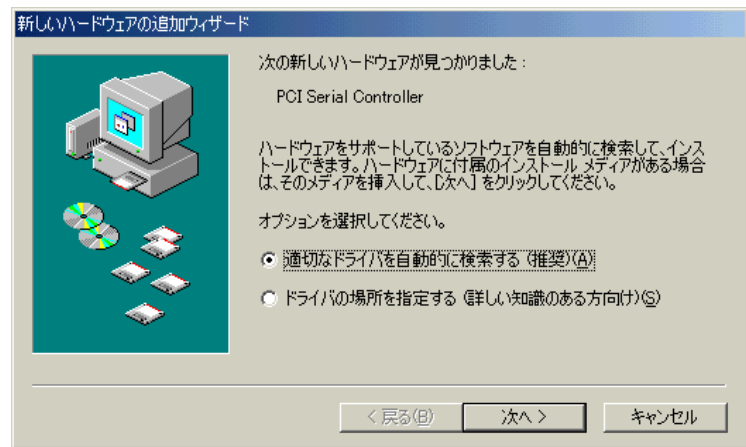 新しいハードウェアの追加ウィザード
次の新しいハードウェアが見つかりました：
PCI Serial Controller
ハードウェアをサポートしているソフトウェアを自動的に検索して、インス
トールできます。ハードウェアに付属のインストール メディアがある場合
は、そのメディアを挿入して、[次へ] をクリックしてください。
オプションを選択してください。
適切なドライバを自動的に検索する (推奨)(A)
ドライバの場所を指定する (詳しい知識のある方向け)(S)
< 戻る(B)
次へ >
キャンセル